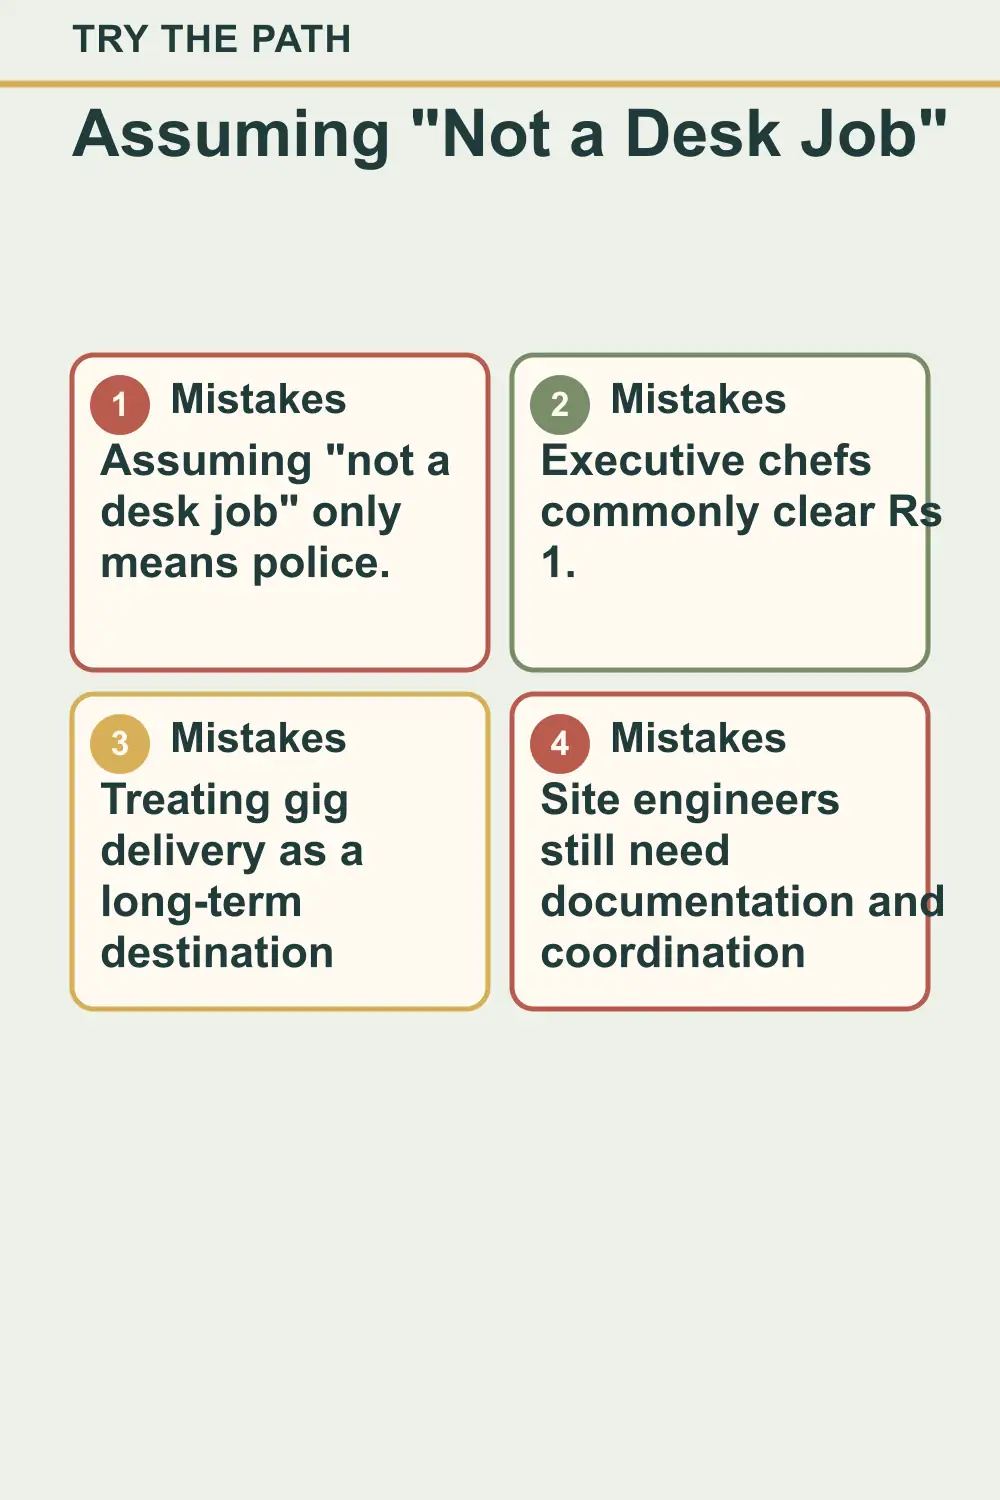 TRY THE PATH
Assuming "Not a Desk Job"
1 Mistakes
Assuming "not a
desk job" only
means police.
2 Mistakes
Executive chefs
commonly clear Rs
1.
3 Mistakes
Treating gig
delivery as a
long-term
destination
4 Mistakes
Site engineers
still need
documentation and
coordination